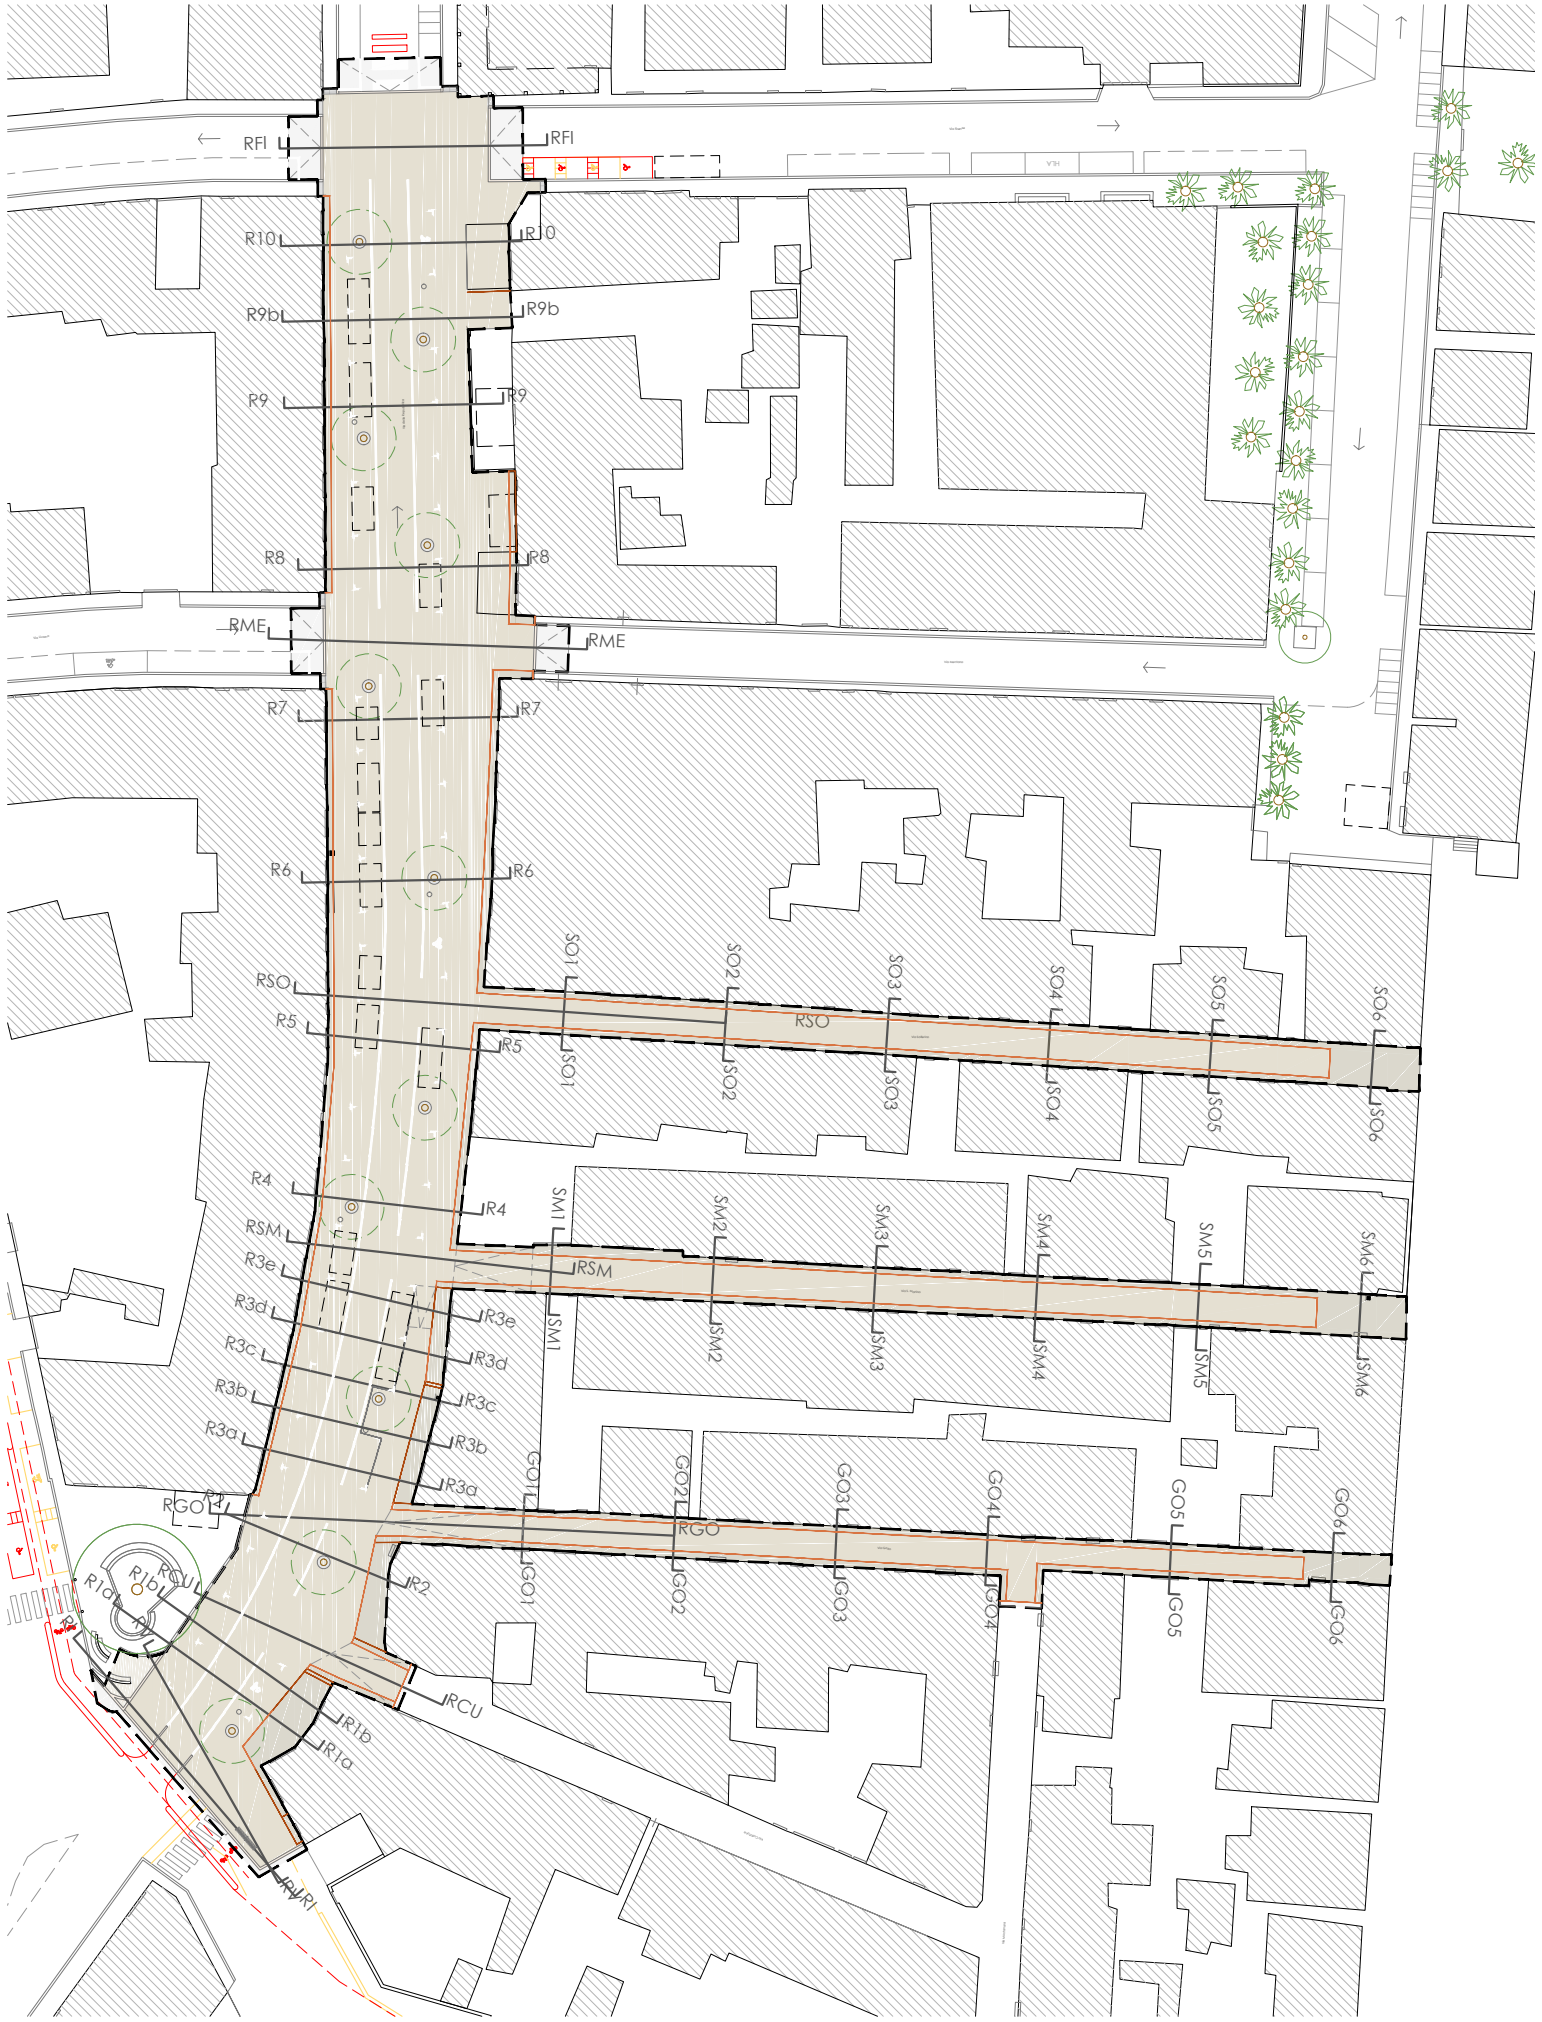 RFI RFI
HLA
R10 R10
R9b R9b
R9 R9
R8 R8
RME RME
R7 R7
R6 R6
SO1 SO2 SO3 SO4 SO5 SO6
RSO RSO
R5 R5
SO1 SO2 SO3 SO4 SO5 SO6
R4 R4
SM1 SM2 SM3 SM4 SM5 SM6
RSM RSM
R3e R3e
R3d R3d
SM1 SM2 SM3 SM4 SM5 SM6
R3c R3c
R3b R3b
R3a R3a
GO1 GO2 GO3 GO4 GO5 GO6
RGO RGO
R2 R2
GO1 GO2 GO3 GO4 GO5 GO6
RCU RCU
R1b R1b
R1a R1a
RI